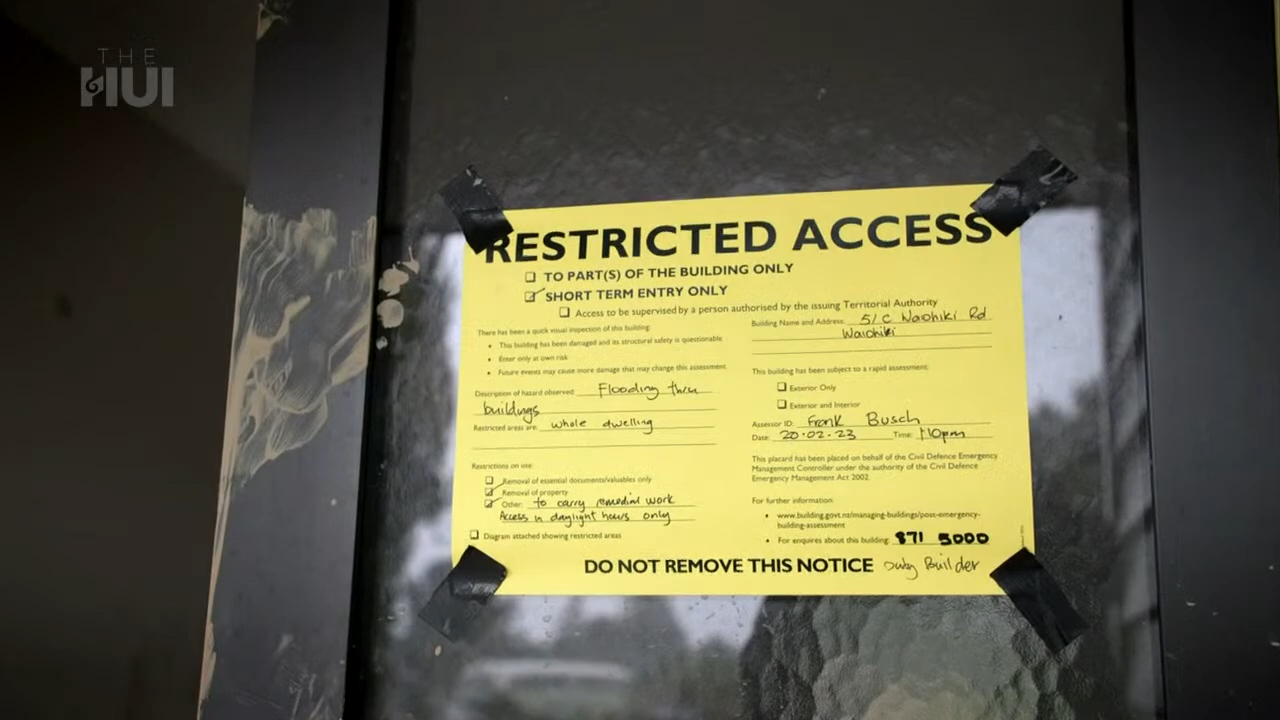 THE
HUI
RESTRICTED ACCESS
TO PART(S) OF THE BUILDING ONLY
SHORT TERM ENTRY ONLY
Access to be supervised by a person authorised by the issuing Territorial Authority
There has been a quick visual inspection of this building:
• This building has been damaged and its structural safety is questionable
• Enter only at own risk
• Future events may cause more damage that may change this assessment
Description of hazard observed: Flooding thru
buildings
Restricted areas are: whole dwelling
Restrictions on use:
Removal of essential documents/valuables only
Removal of property
Other: to carry remedial work
Access in daylight hours only
Diagram attached showing restricted areas
Building Name and Address: 51C Waohiki Rd
Waiohiki
This building has been subject to a rapid assessment:
Exterior Only
Exterior and Interior
Assessor ID: Frank Busch
Date: 20.02.23 Time: 110pm
This placard has been placed on behalf of the Civil Defence Emergency
Management Controller under the authority of the Civil Defence
Emergency Management Act 2002
For further information:
• www.building.govt.nz/managing-buildings/post-emergency-
building-assessment
• For enquires about this building: 871 5000
DO NOT REMOVE THIS NOTICE Duty Builder